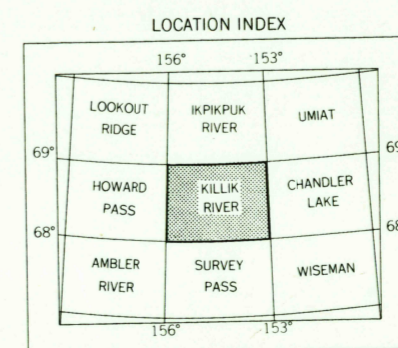 LOCATION INDEX
156° 153°
LOOKOUT RIDGE
IKPIKPUK RIVER
UMIAT
69° 69
HOWARD PASS
KILLIK RIVER
CHANDLER LAKE
68° 68
AMBLER RIVER
SURVEY PASS
WISEMAN
156° 153°